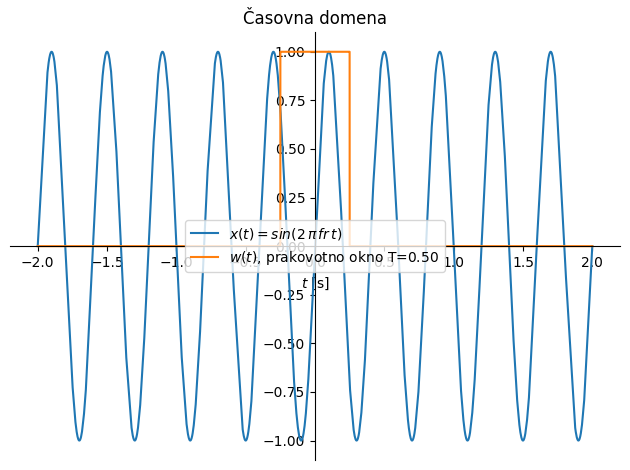 Časovna domena
1.00
0.75
0.50
0.25
0.00
x(t) = sin(2 π fr t)
w(t), prakovotno okno T=0.50
−2.0 −1.5 −1.0 1.0 1.5 2.0
t [s]
−0.25
−0.50
−0.75
−1.00